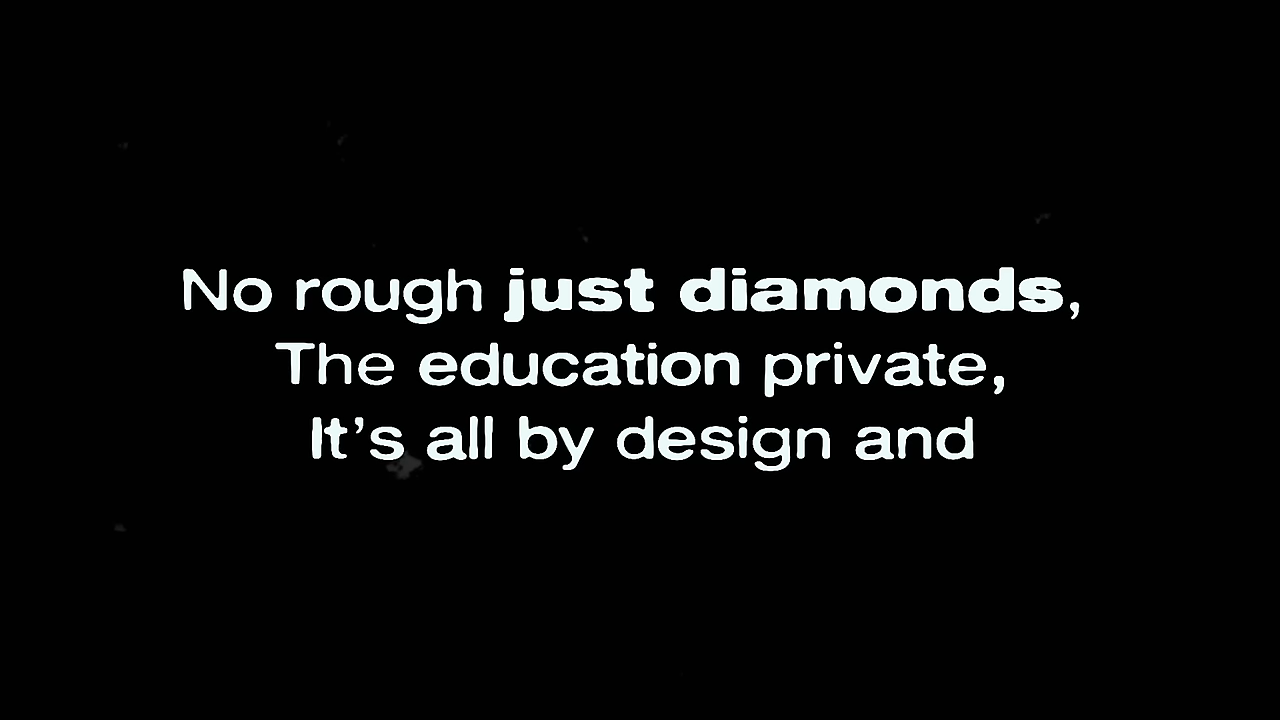 No rough just diamonds,
The education private,
It’s all by design and